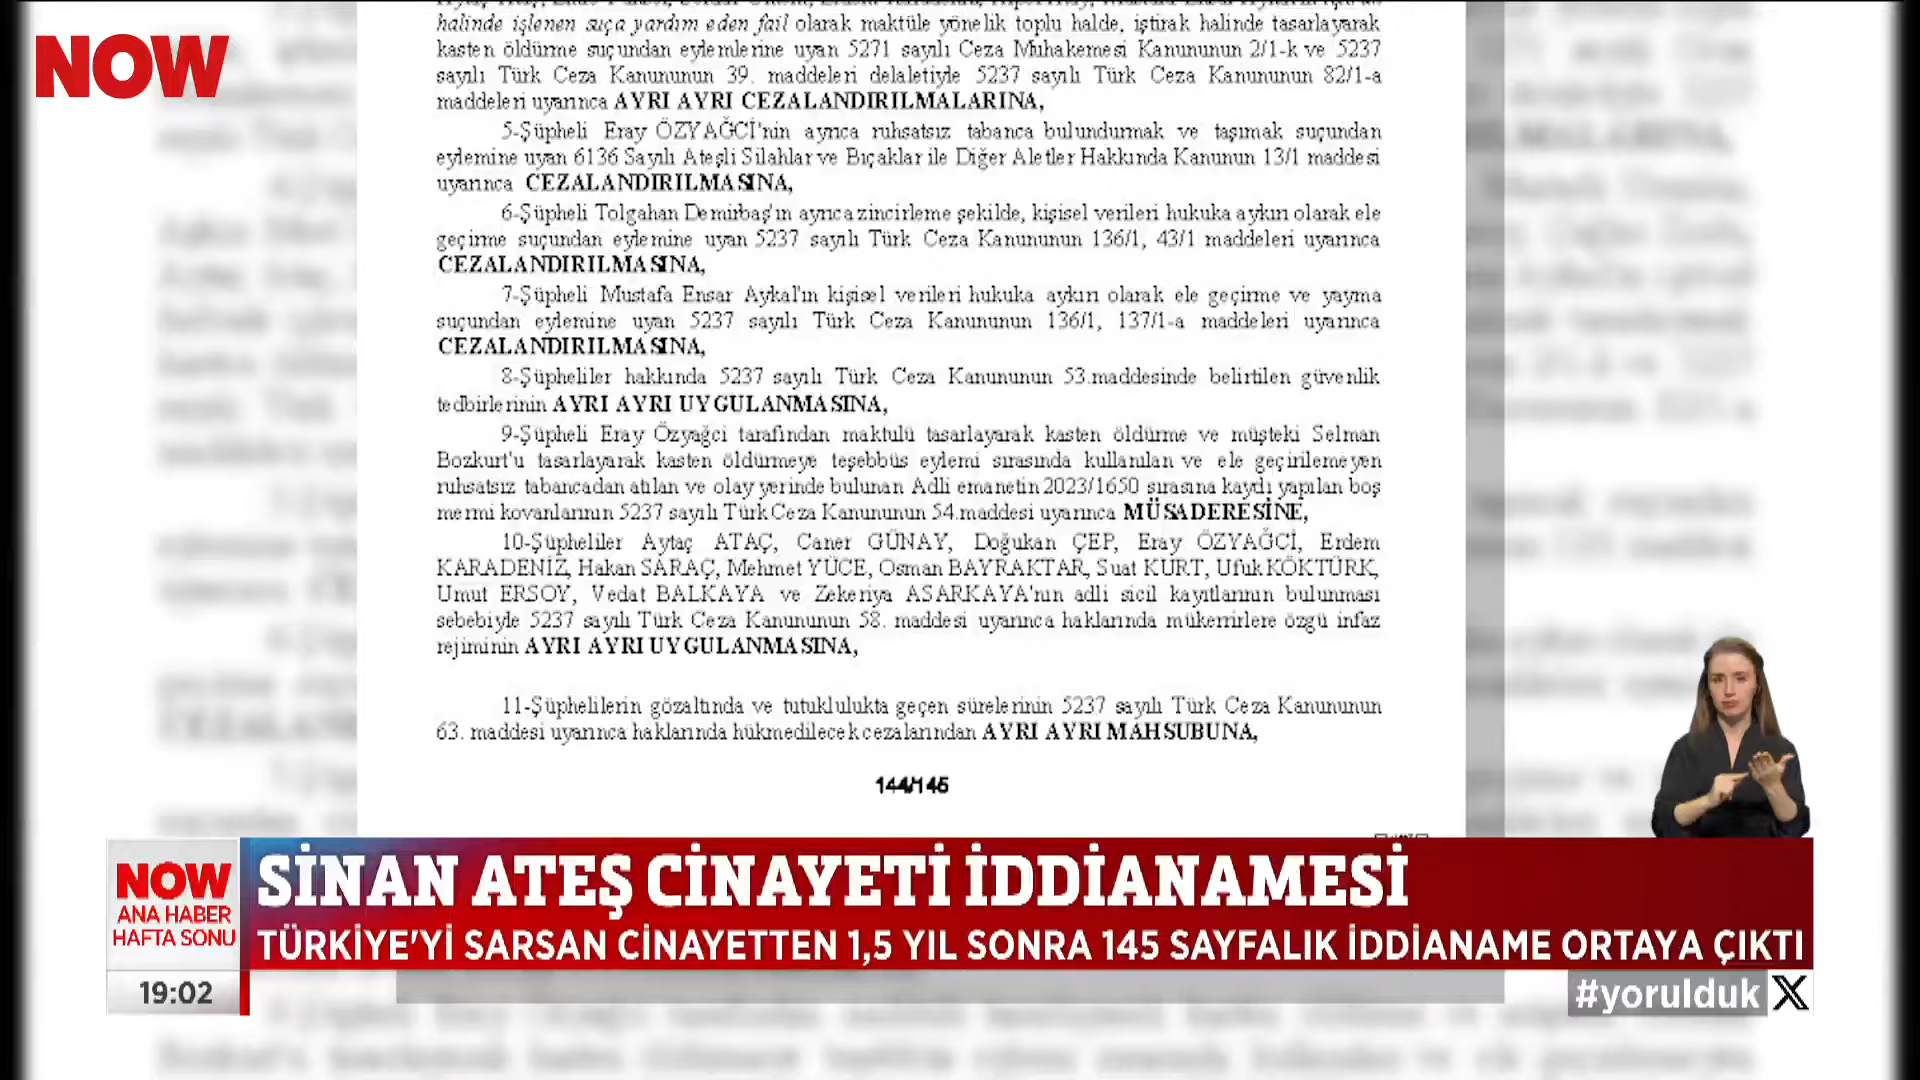 NOW
halinde işlenen suça yardım eden fail olarak maktüle yönelik toplu halde, iştirak halinde tasarlayarak
kasten öldürme suçundan eylemlerine uyan 5271 sayılı Ceza Muhakemesi Kanununun 2/1-k ve 5237
sayılı Türk Ceza Kanununun 39. maddeleri delaletiyle 5237 sayılı Türk Ceza Kanununun 82/1-a
maddeleri uyarınca AYRI AYRI CEZALANDIRILMALARINA,
5-Şüpheli Eray ÖZYAĞCİ'nin ayrıca ruhsatsız tabanca bulundurmak ve taşımak suçundan
eylemine uyan 6136 Sayılı Ateşli Silahlar ve Bıçaklar ile Diğer Aletler Hakkında Kanunun 13/1 maddesi
uyarınca CEZALANDIRILMASINA,
6-Şüpheli Tolgahan Demirbaş'ın ayrıca zincirleme şekilde, kişisel verileri hukuka aykırı olarak ele
geçirme suçundan eylemine uyan 5237 sayılı Türk Ceza Kanununun 136/1, 43/1 maddeleri uyarınca
CEZALANDIRILMASINA,
7-Şüpheli Mustafa Ensar Aykal'ın kişisel verileri hukuka aykırı olarak ele geçirme ve yayma
suçundan eylemine uyan 5237 sayılı Türk Ceza Kanununun 136/1, 137/1-a maddeleri uyarınca
CEZALANDIRILMASINA,
8-Şüpheliler hakkında 5237 sayılı Türk Ceza Kanununun 53.maddesinde belirtilen güvenlik
tedbirlerinin AYRI AYRI UYGULANMASINA,
9-Şüpheli Eray Özyağci tarafından maktulü tasarlayarak kasten öldürme ve müşteki Selman
Bozkurt'u tasarlayarak kasten öldürmeye teşebbüs eylemi sırasında kullanılan ve ele geçirilemeyen
ruhsatsız tabancadan atılan ve olay yerinde bulunan Adli emanetin 2023/1650 sırasına kaydı yapılan boş
mermi kovanlarının 5237 sayılı Türk Ceza Kanununun 54.maddesi uyarınca MÜSADERESİNE,
10-Şüpheliler Aytaç ATAÇ, Caner GÜNAY, Doğukan ÇEP, Eray ÖZYAĞCİ, Erdem
KARADENİZ, Hakan SARAÇ, Mehmet YÜCE, Osman BAYRAKTAR, Suat KURT, Ufuk KÖKTÜRK,
Umut ERSOY, Vedat BALKAYA ve Zekeriya ASARKAYA'nın adli sicil kayıtlarının bulunması
sebebiyle 5237 sayılı Türk Ceza Kanununun 58. maddesi uyarınca haklarında mükerrirlere özgü infaz
rejiminin AYRI AYRI UYGULANMASINA,
11-Şüphelilerin gözaltında ve tutuklulukta geçen sürelerinin 5237 sayılı Türk Ceza Kanununun
63. maddesi uyarınca haklarında hükmedilecek cezalarından AYRI AYRI MAHSUBUNA,
144/145
NOW
ANA HABER
HAFTA SONU
SİNAN ATEŞ CİNAYETİ İDDİANAMESİ
TÜRKİYE'Yİ SARSAN CİNAYETTEN 1,5 YIL SONRA 145 SAYFALIK İDDİANAME ORTAYA ÇIKTI
19:02
#yorulduk X